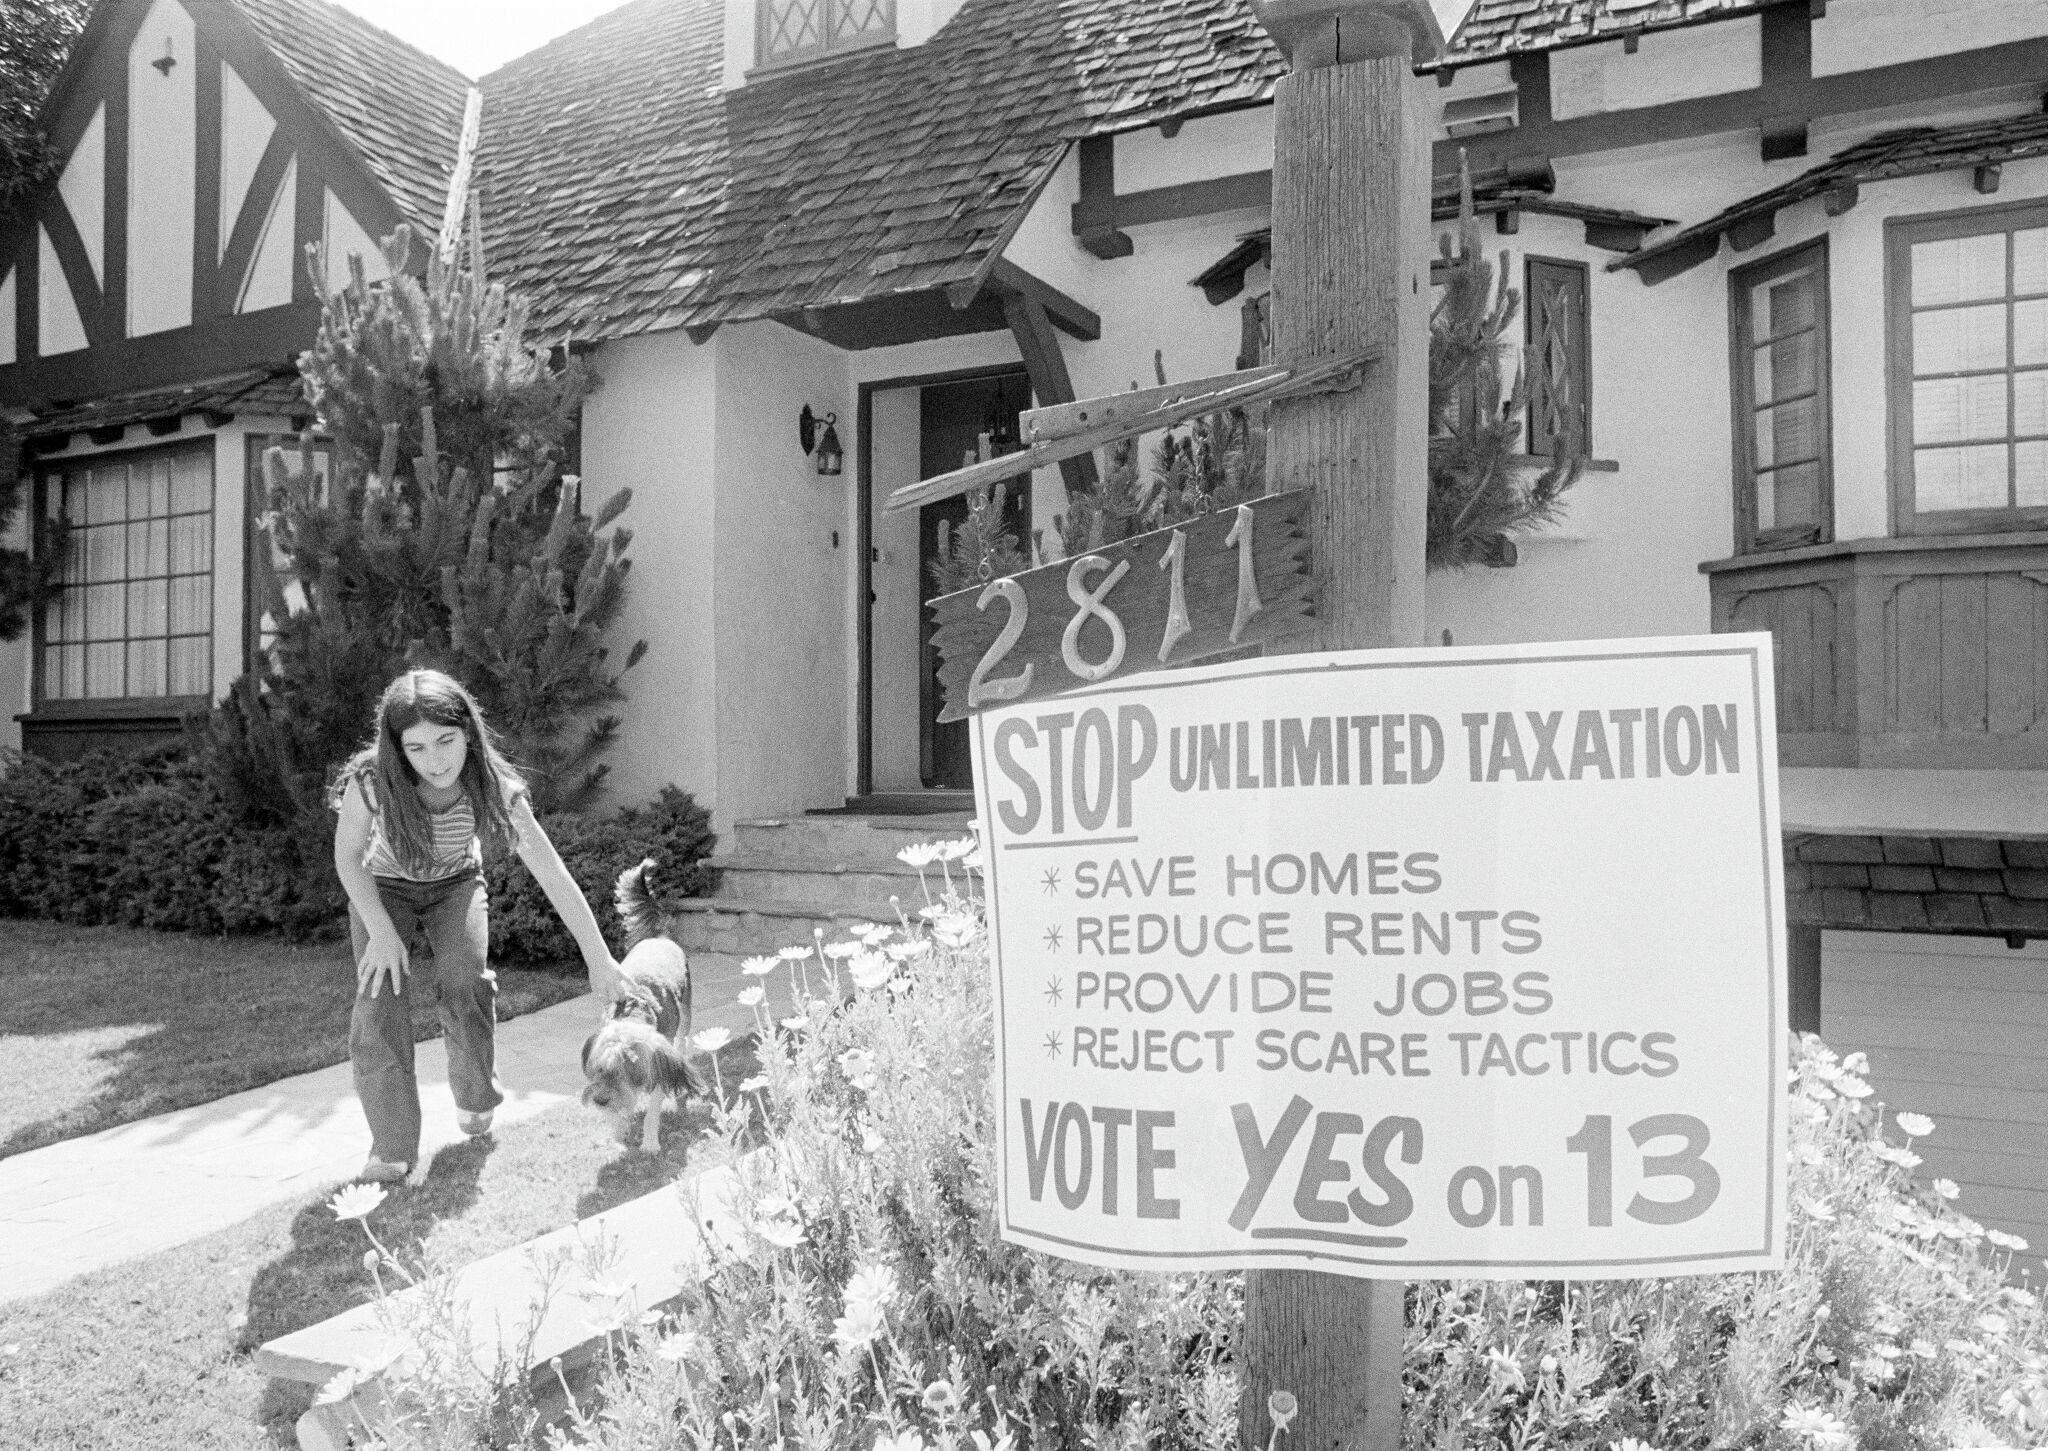 2811
STOP UNLIMITED TAXATION
* SAVE HOMES
* REDUCE RENTS
* PROVIDE JOBS
* REJECT SCARE TACTICS
VOTE YES on 13